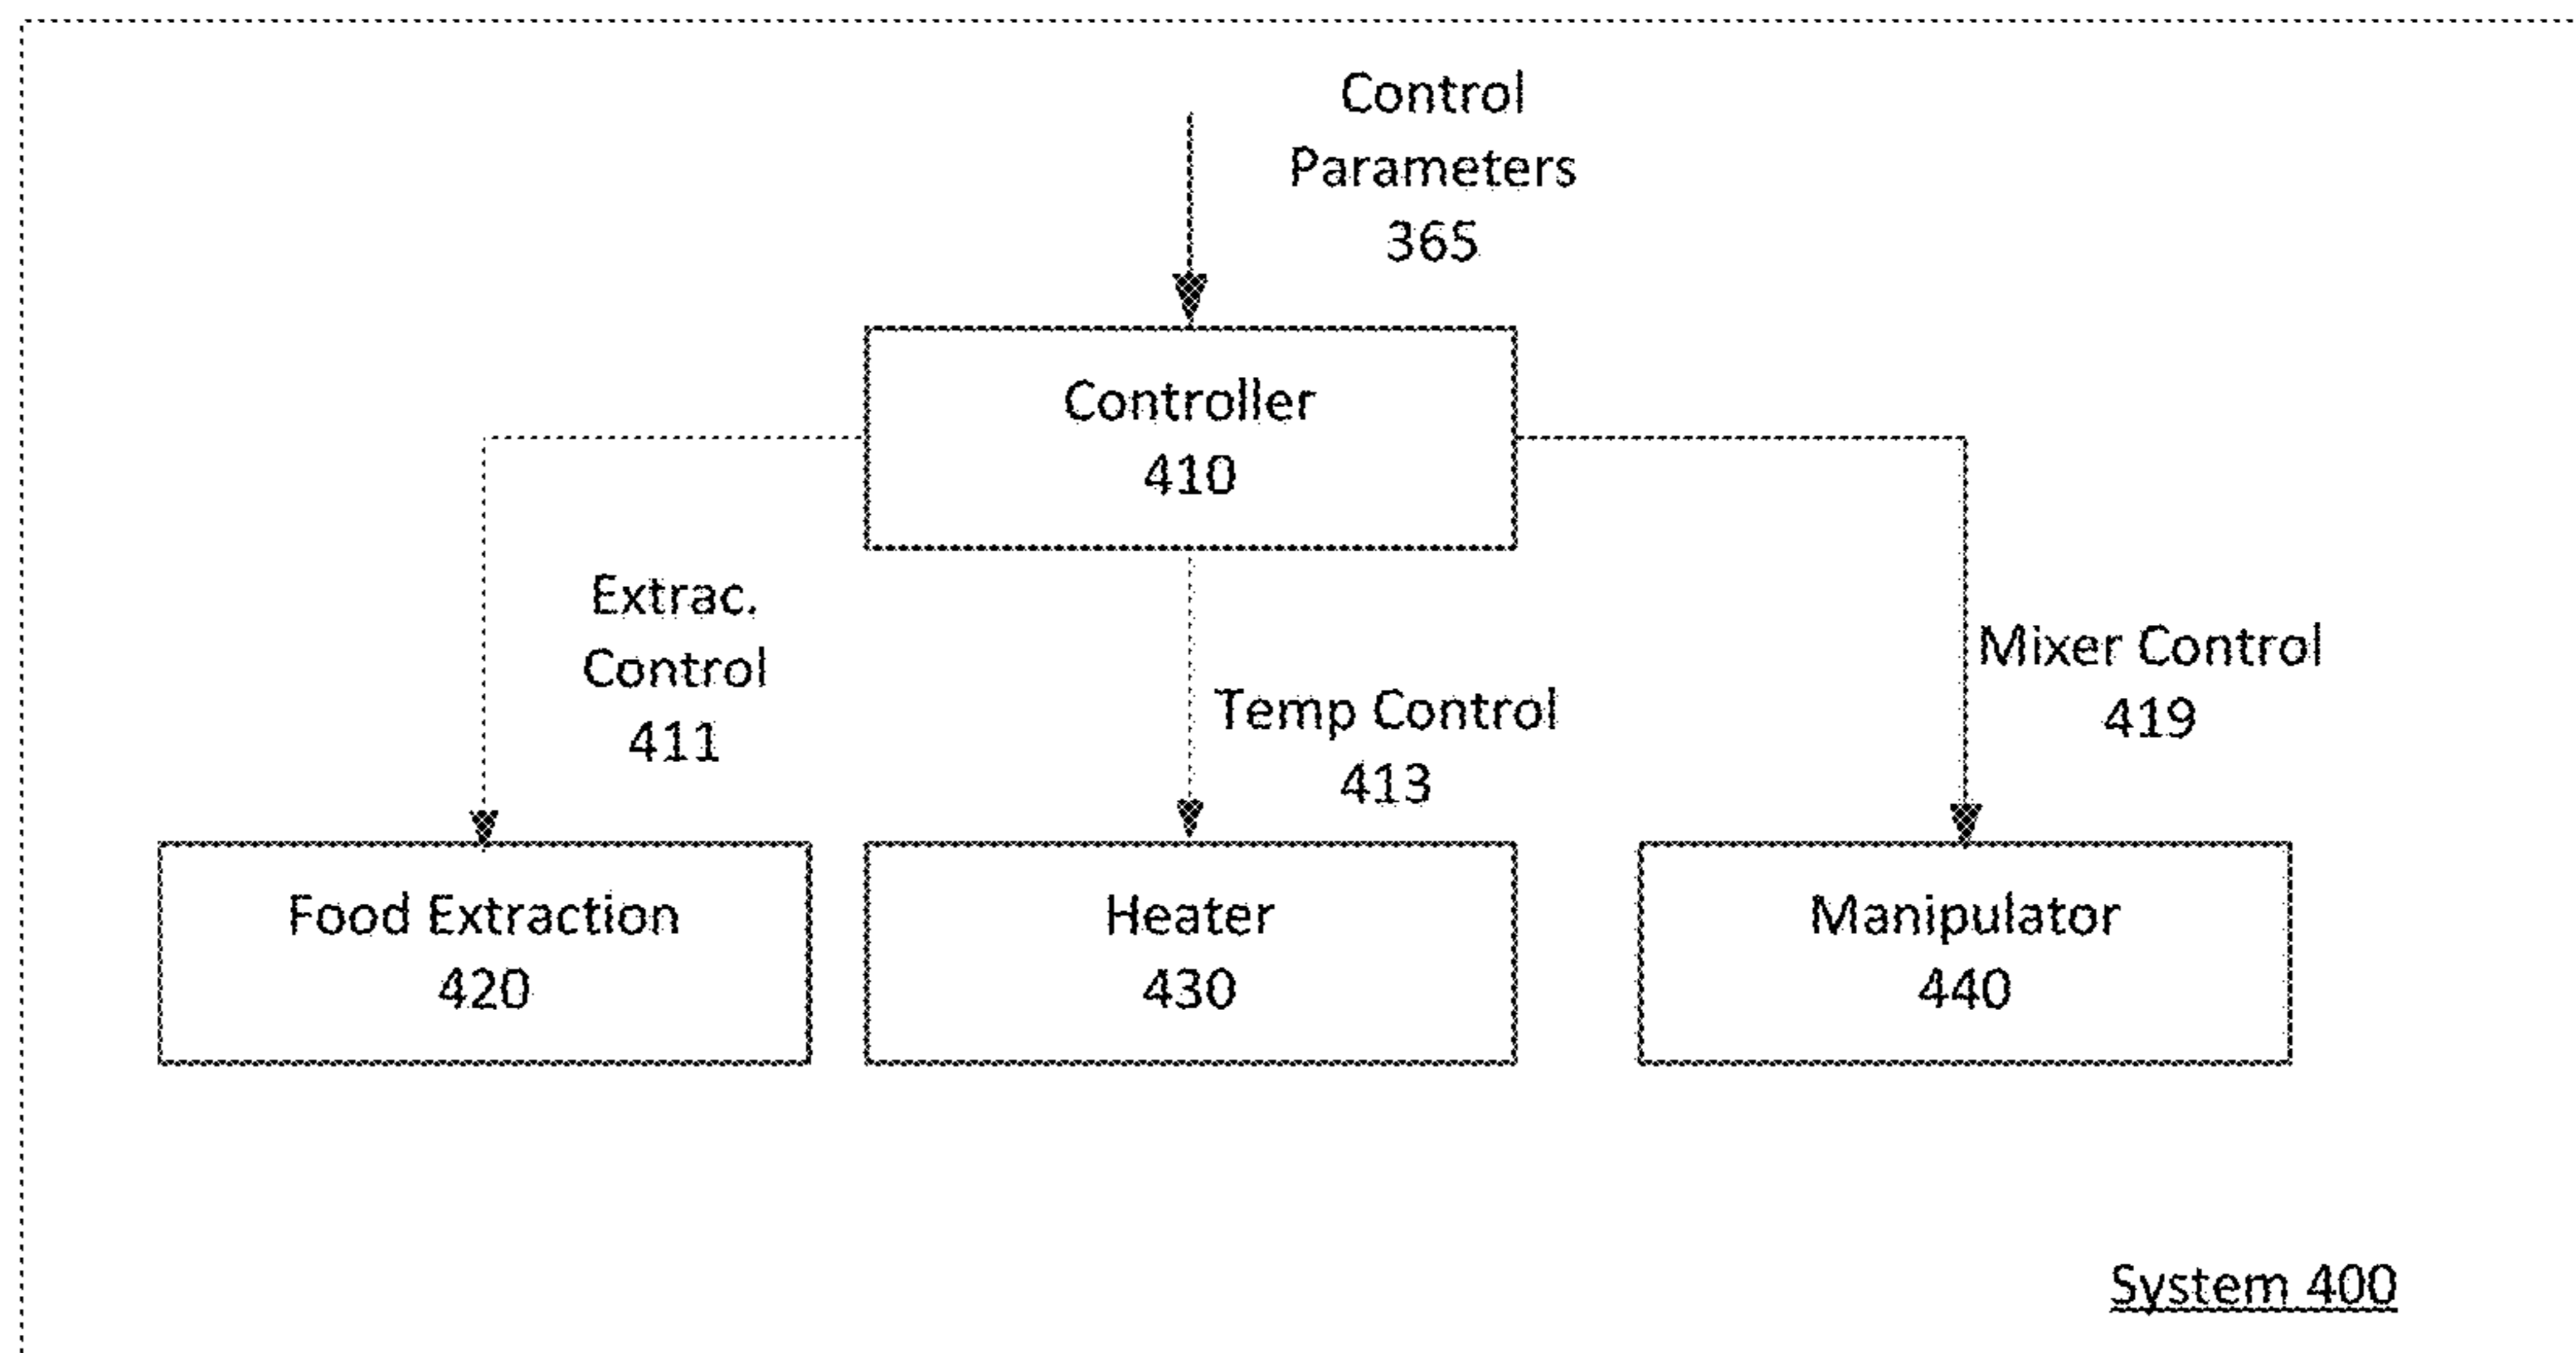 Control
Parameters
365
Controller
410
Extrac.
Control
411
Temp Control
413
Mixer Control
419
Food Extraction
420
Heater
430
Manipulator
440
System 400